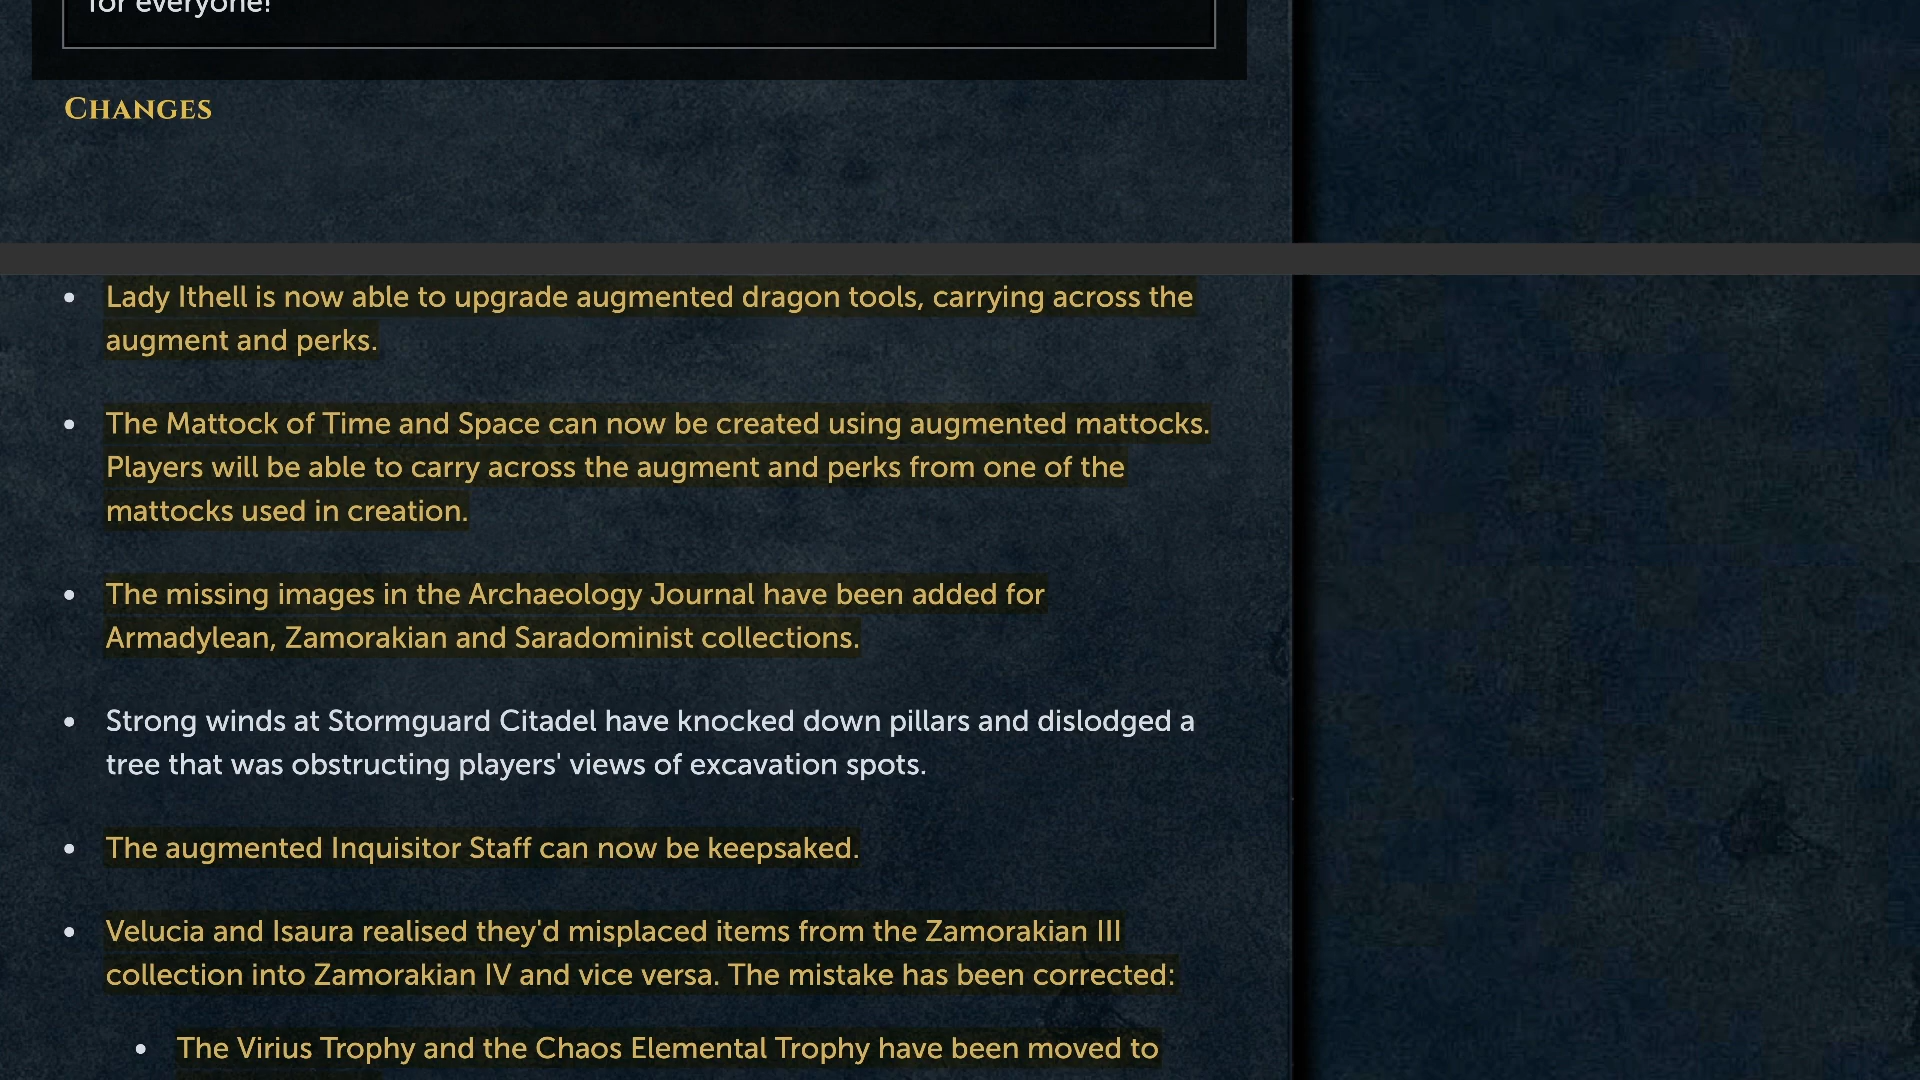 for everyone!
Changes
• Lady Ithell is now able to upgrade augmented dragon tools, carrying across the
augment and perks.
• The Mattock of Time and Space can now be created using augmented mattocks.
Players will be able to carry across the augment and perks from one of the
mattocks used in creation.
• The missing images in the Archaeology Journal have been added for
Armadylean, Zamorakian and Saradominist collections.
• Strong winds at Stormguard Citadel have knocked down pillars and dislodged a
tree that was obstructing players' views of excavation spots.
• The augmented Inquisitor Staff can now be keepsaked.
• Velucia and Isaura realised they'd misplaced items from the Zamorakian III
collection into Zamorakian IV and vice versa. The mistake has been corrected:
• The Virius Trophy and the Chaos Elemental Trophy have been moved to